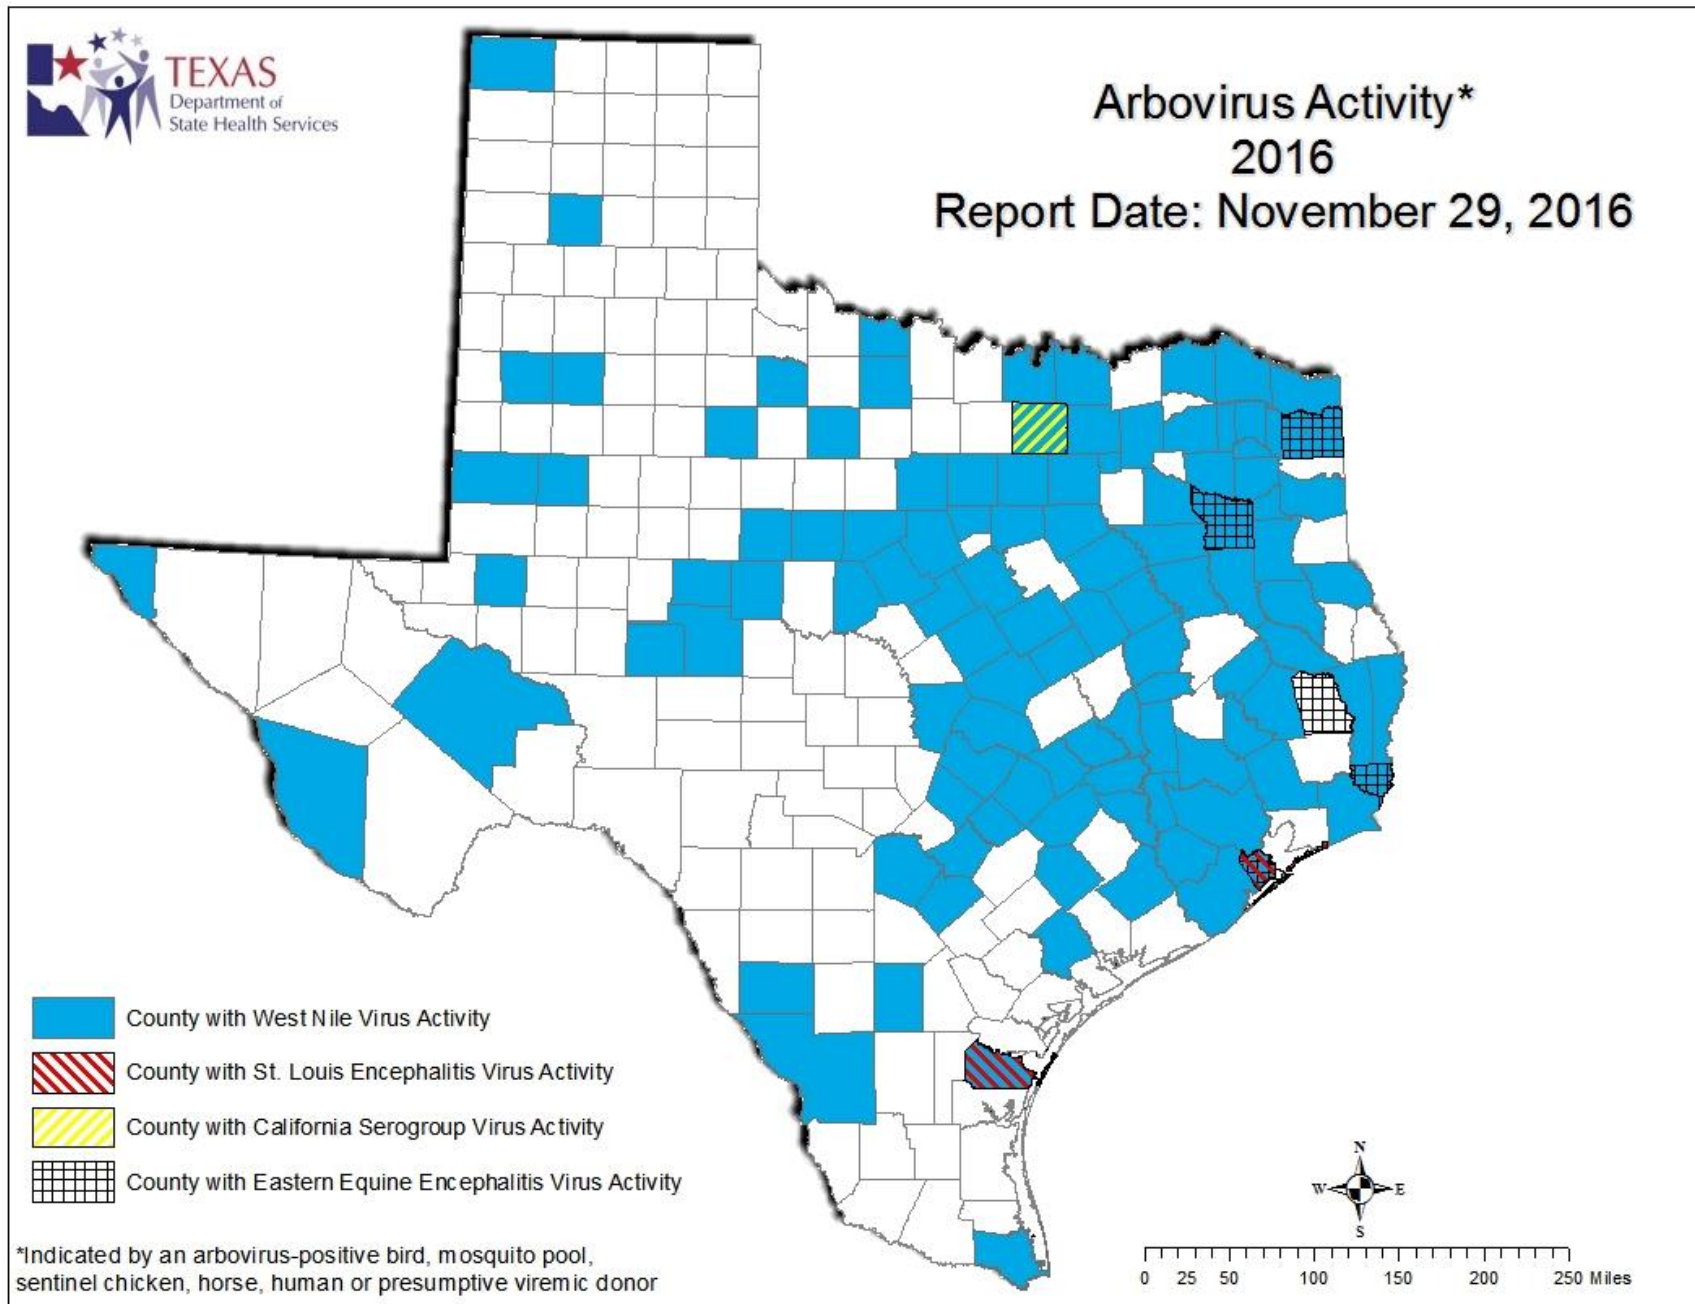 TEXAS
Department of
State Health Services
Arbovirus Activity*
2016
Report Date: November 29, 2016
County with West Nile Virus Activity
County with St. Louis Encephalitis Virus Activity
County with California Serogroup Virus Activity
County with Eastern Equine Encephalitis Virus Activity
*Indicated by an arbovirus-positive bird, mosquito pool,
sentinel chicken, horse, human or presumptive viremic donor
N
W E
S
0 25 50 100 150 200 250 Miles